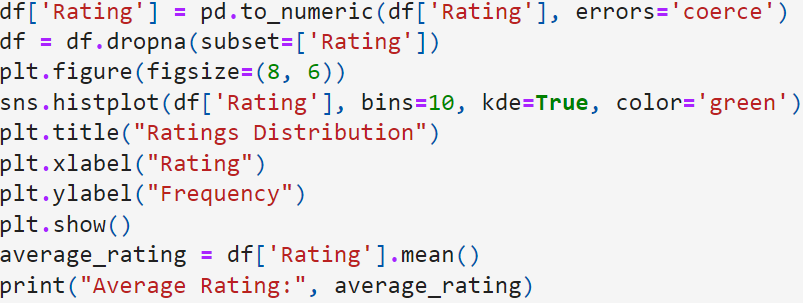 df['Rating'] = pd.to_numeric(df['Rating'], errors='coerce')
df = df.dropna(subset=['Rating'])
plt.figure(figsize=(8, 6))
sns.histplot(df['Rating'], bins=10, kde=True, color='green')
plt.title("Ratings Distribution")
plt.xlabel("Rating")
plt.ylabel("Frequency")
plt.show()
average_rating = df['Rating'].mean()
print("Average Rating:", average_rating)